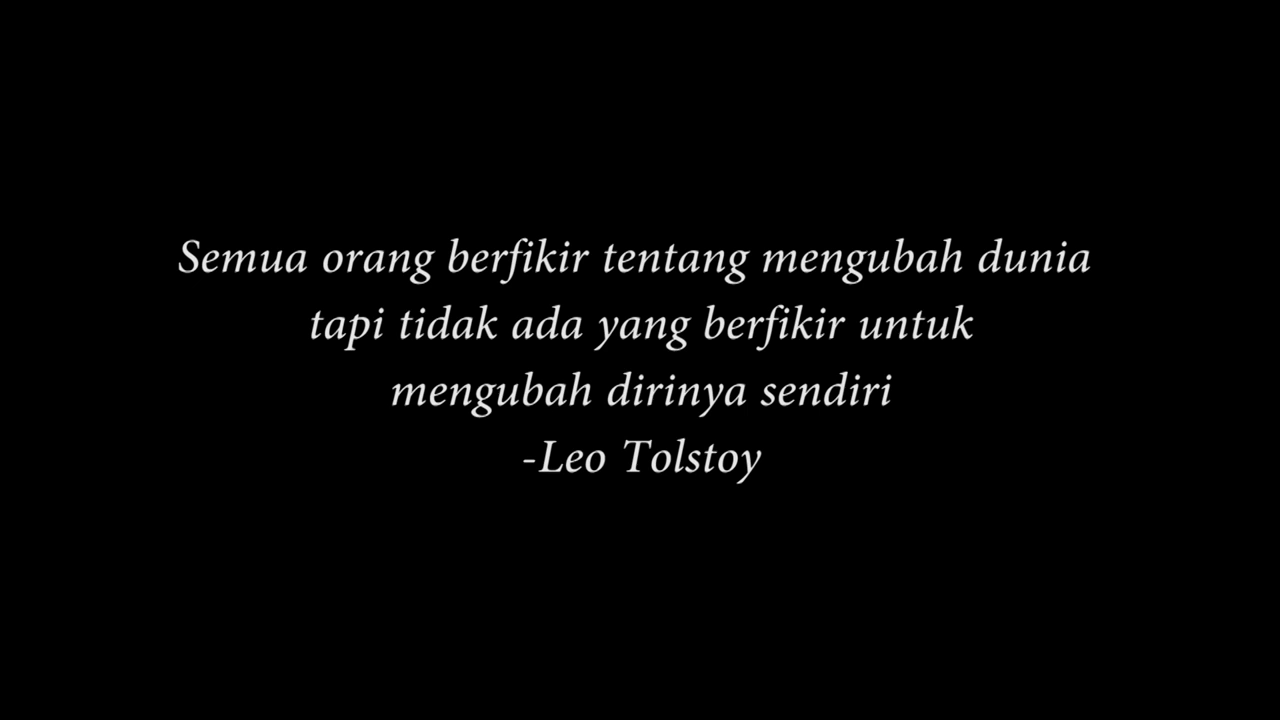 Semua orang berfikir tentang mengubah dunia
tapi tidak ada yang berfikir untuk
mengubah dirinya sendiri
-Leo Tolstoy